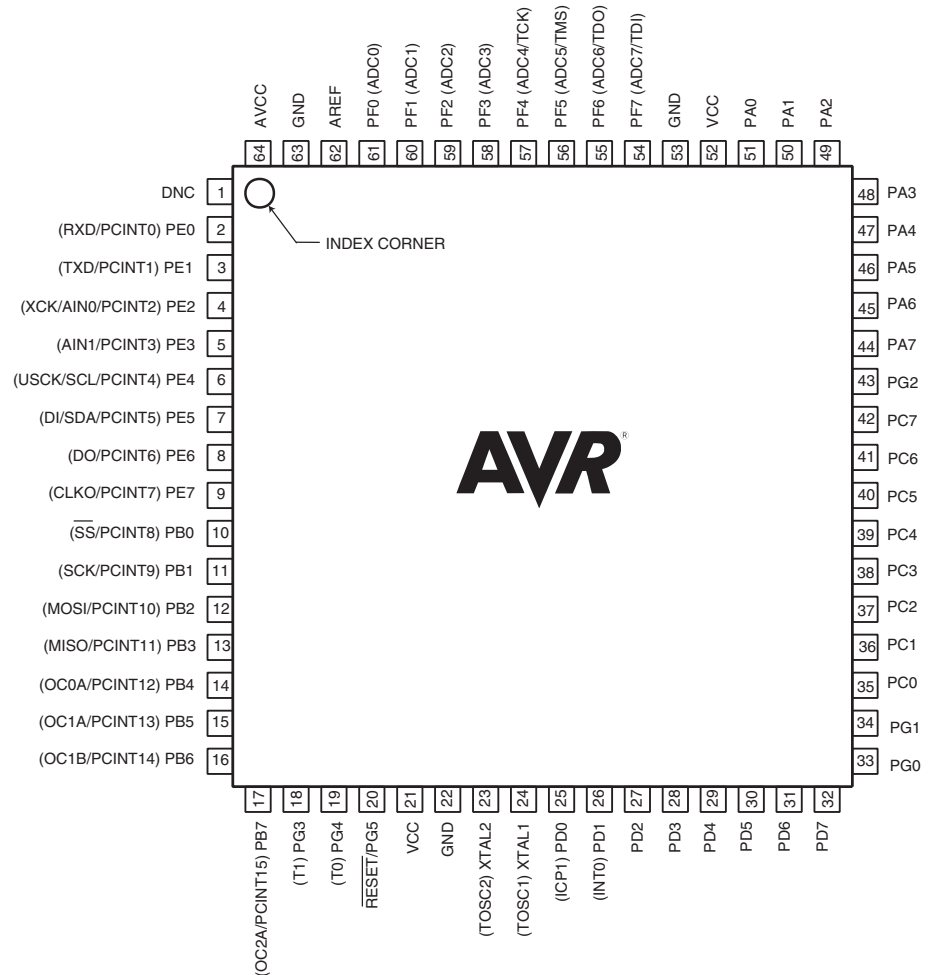 AVCC
GND
AREF
PF0 (ADC0)
PF1 (ADC1)
PF2 (ADC2)
PF3 (ADC3)
PF4 (ADC4/TCK)
PF5 (ADC5/TMS)
PF6 (ADC6/TDO)
PF7 (ADC7/TDI)
GND
VCC
PA0
PA1
PA2
64
63
62
61
60
59
58
57
56
55
54
53
52
51
50
49
DNC 1
(RXD/PCINT0) PE0 2
(TXD/PCINT1) PE1 3
(XCK/AIN0/PCINT2) PE2 4
(AIN1/PCINT3) PE3 5
(USCK/SCL/PCINT4) PE4 6
(DI/SDA/PCINT5) PE5 7
(DO/PCINT6) PE6 8
(CLKO/PCINT7) PE7 9
(SS/PCINT8) PB0 10
(SCK/PCINT9) PB1 11
(MOSI/PCINT10) PB2 12
(MISO/PCINT11) PB3 13
(OC0A/PCINT12) PB4 14
(OC1A/PCINT13) PB5 15
(OC1B/PCINT14) PB6 16
INDEX CORNER
AVR®
48 PA3
47 PA4
46 PA5
45 PA6
44 PA7
43 PG2
42 PC7
41 PC6
40 PC5
39 PC4
38 PC3
37 PC2
36 PC1
35 PC0
34 PG1
33 PG0
17
18
19
20
21
22
23
24
25
26
27
28
29
30
31
32
(OC2A/PCINT15) PB7
(T1) PG3
(T0) PG4
RESET/PG5
VCC
GND
(TOSC2) XTAL2
(TOSC1) XTAL1
(ICP1) PD0
(INT0) PD1
PD2
PD3
PD4
PD5
PD6
PD7